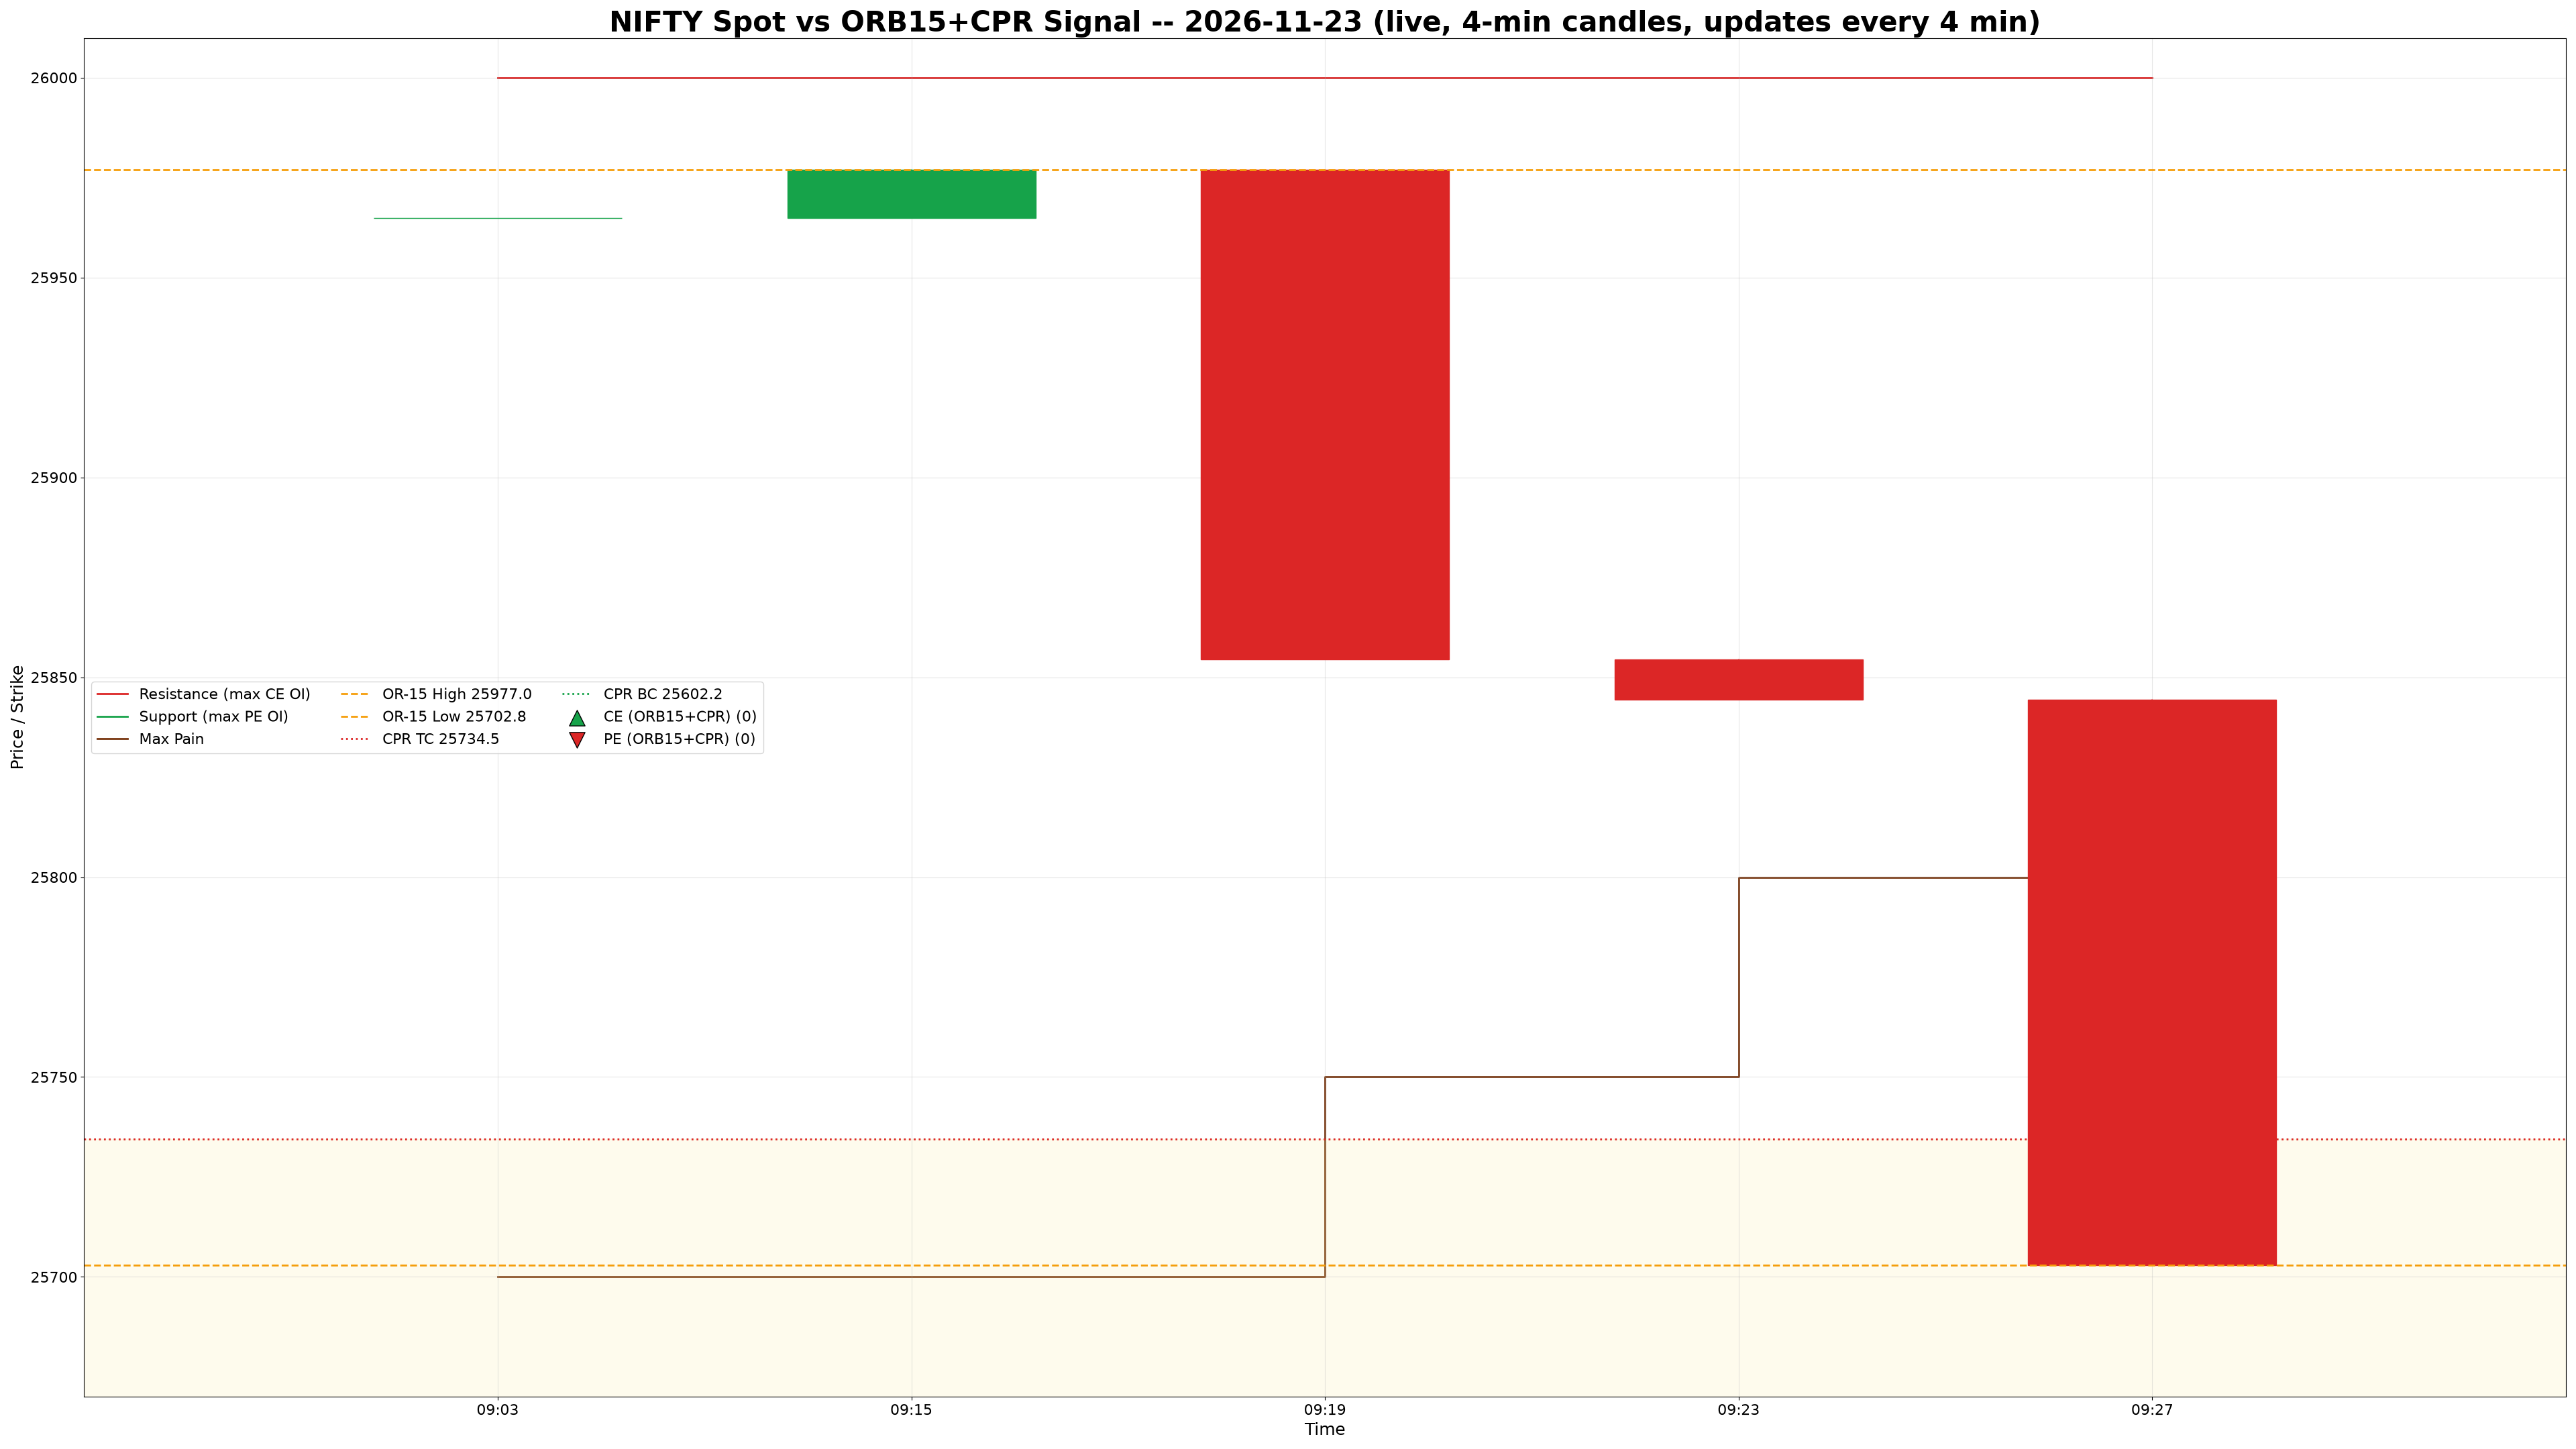 NIFTY Spot vs ORB15+CPR Signal -- 2026-11-23 (live, 4-min candles, updates every 4 min)
Price / Strike
26000
25950
25900
25850
25800
25750
25700
Resistance (max CE OI)
Support (max PE OI)
Max Pain
OR-15 High 25977.0
OR-15 Low 25702.8
CPR TC 25734.5
CPR BC 25602.2
CE (ORB15+CPR) (0)
PE (ORB15+CPR) (0)
09:03
09:15
09:19
09:23
09:27
Time